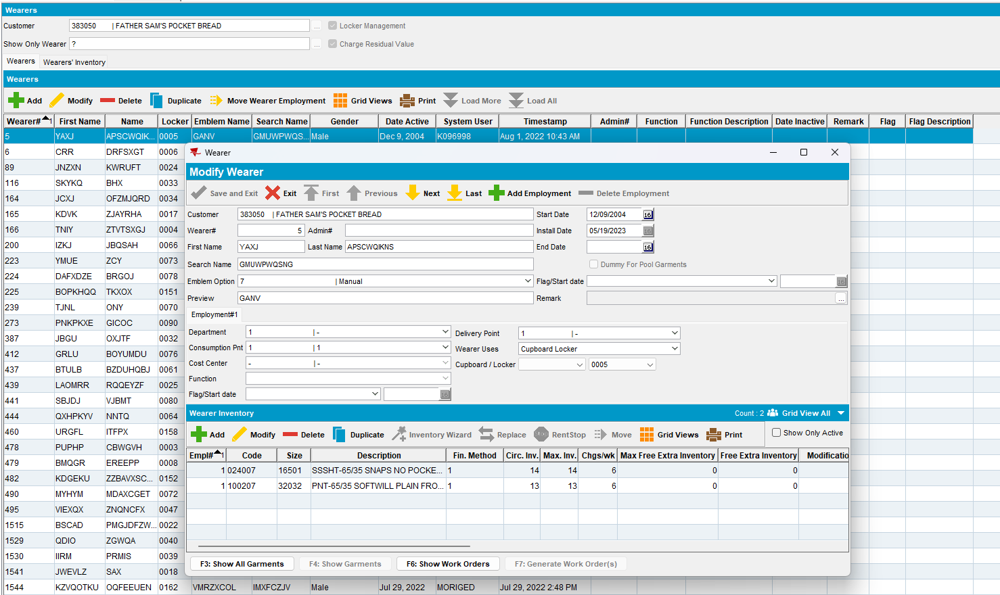 Wearers
Customer 383050 | FATHER SAM'S POCKET BREAD ... Locker Management
Show Only Wearer ? ... Charge Residual Value
Wearers Wearers' Inventory
Wearers
Add Modify Delete Duplicate Move Wearer Employment Grid Views Print Load More Load All
Wearer# 1 First Name Name Locker Emblem Name Search Name Gender Date Active System User Timestamp Admin# Function Function Description Date Inactive Remark Flag Flag Description
5 YAXJ APSCWQIK... 0005 GANV GMUWPWQS... Male Dec 9, 2004 K096998 Aug 1, 2022 10:43 AM
6 CRR DRFSXGT 0006
89 JNZXN KWRUFT 0024
116 SKYKQ BHX 0033
164 JCXJ OFZMJQRD 0034
165 KDVK ZJAYRHA 0017
166 TNIY ZTVTSXGJ 0004
200 IZKJ JBQSAH 0066
223 YMUE ZCY 0073
224 DAFXDZE BRGOJ 0078
225 BOPKHQQ TKXOX 0151
239 TJNL ONY 0070
273 PNKPKXE GICOC 0090
387 JBGU OXJTF 0032
412 GRLU BOYUMDU 0076
437 BTULB BZDUHQBJ 0061
439 LAOMRR RQQEYZF 0025
441 SBJDJ VJBMT 0080
444 QXHPKYV NNTQ 0064
460 URGFL ITFPX 0158
478 PUPHP CBWGVH 0003
479 BMQGR EREEPP 0008
482 KDGEKU ZZBAVXSC... 0152
490 MYHYM MDAXCGET 0072
495 VIEXQX ZNQNCFX 0047
1515 BSCAD PMGJDFZW... 0022
1529 QDIO ZGWQA 0040
1530 IIRM PRMIS 0039
1541 JWEVLZ SAX 0018
1544 KZVQOTKU OQFEEUEN 0162 VMRZXCOL IMXFCZJV Male Jul 29, 2022 MORIGED Jul 29, 2022 2:48 PM
Wearer
Modify Wearer
Save and Exit Exit First Previous Next Last Add Employment Delete Employment
Customer 383050 | FATHER SAM'S POCKET BREAD Start Date 12/09/2004 16
Wearer# 5 Admin# Install Date 05/19/2023 16
First Name YAXJ Last Name APSCWQIKNS End Date 16
Search Name GMUWPWQSNG Dummy For Pool Garments
Emblem Option 7 | Manual Flag/Start date 16
Preview GANV Remark ...
Employment#1
Department 1 | - Delivery Point 1 | -
Consumption Pnt 1 | 1 Wearer Uses Cupboard Locker
Cost Center - | - Cupboard / Locker 0005
Function
Flag/Start date 16
Wearer Inventory Count : 2 Grid View All
Add Modify Delete Duplicate Inventory Wizard Replace RentStop Move Grid Views Print Show Only Active
Empl# 1 Code Size Description Fin. Method Circ. Inv. Max. Inv. Chgs/wk Max Free Extra Inventory Free Extra Inventory Modificatio
1 024007 16501 SSSHT-65/35 SNAPS NO POCKE... 1 14 14 6 0 0
1 100207 32032 PNT-65/35 SOFTWILL PLAIN FRO... 1 13 13 6 0 0
F3: Show All Garments F4: Show Garments F6: Show Work Orders F7: Generate Work Order(s)